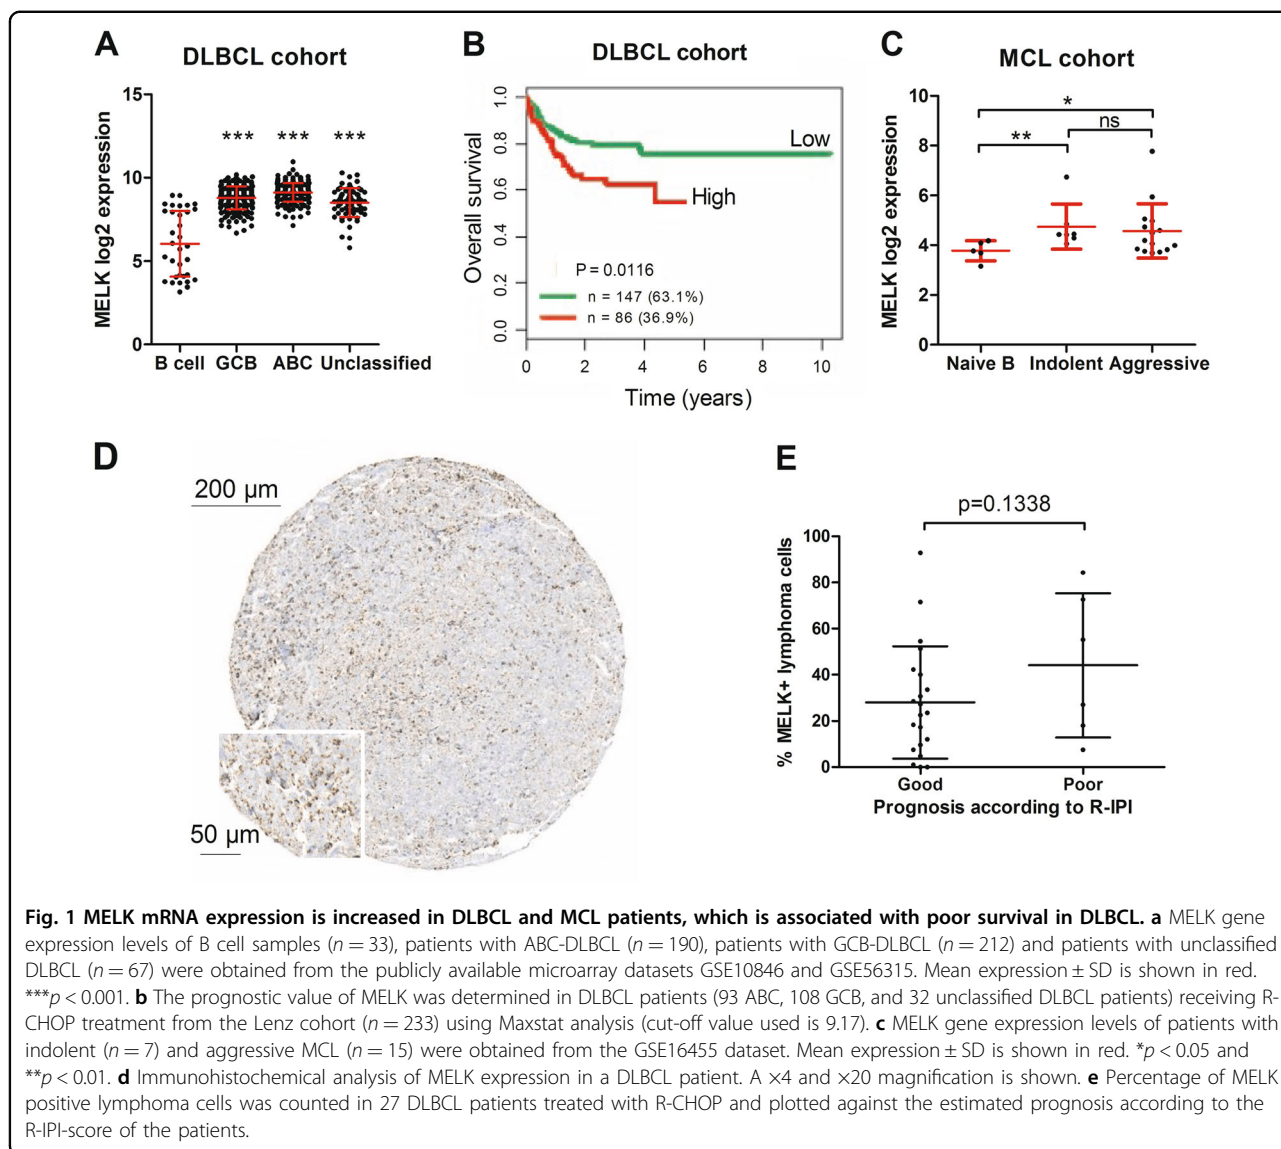 A
DLBCL cohort
MELK log2 expression
15
10
5
0
***
***
***
B cell
GCB
ABC
Unclassified
B
DLBCL cohort
Overall survival
1.0
0.8
0.6
0.4
0.2
0.0
Low
High
P = 0.0116
n = 147 (63.1%)
n = 86 (36.9%)
0
2
4
6
8
10
Time (years)
C
MCL cohort
MELK log2 expression
10
8
6
4
2
0
*
**
ns
Naive B
Indolent
Aggressive
D
200 µm
50 µm
E
p=0.1338
% MELK+ lymphoma cells
100
80
60
40
20
0
Good
Poor
Prognosis according to R-IPI
Fig. 1 MELK mRNA expression is increased in DLBCL and MCL patients, which is associated with poor survival in DLBCL. a MELK gene
expression levels of B cell samples (n = 33), patients with ABC-DLBCL (n = 190), patients with GCB-DLBCL (n = 212) and patients with unclassified
DLBCL (n = 67) were obtained from the publicly available microarray datasets GSE10846 and GSE56315. Mean expression ± SD is shown in red.
***p < 0.001. b The prognostic value of MELK was determined in DLBCL patients (93 ABC, 108 GCB, and 32 unclassified DLBCL patients) receiving R-
CHOP treatment from the Lenz cohort (n = 233) using Maxstat analysis (cut-off value used is 9.17). c MELK gene expression levels of patients with
indolent (n = 7) and aggressive MCL (n = 15) were obtained from the GSE16455 dataset. Mean expression ± SD is shown in red. *p < 0.05 and
**p < 0.01. d Immunohistochemical analysis of MELK expression in a DLBCL patient. A ×4 and ×20 magnification is shown. e Percentage of MELK
positive lymphoma cells was counted in 27 DLBCL patients treated with R-CHOP and plotted against the estimated prognosis according to the
R-IPI-score of the patients.